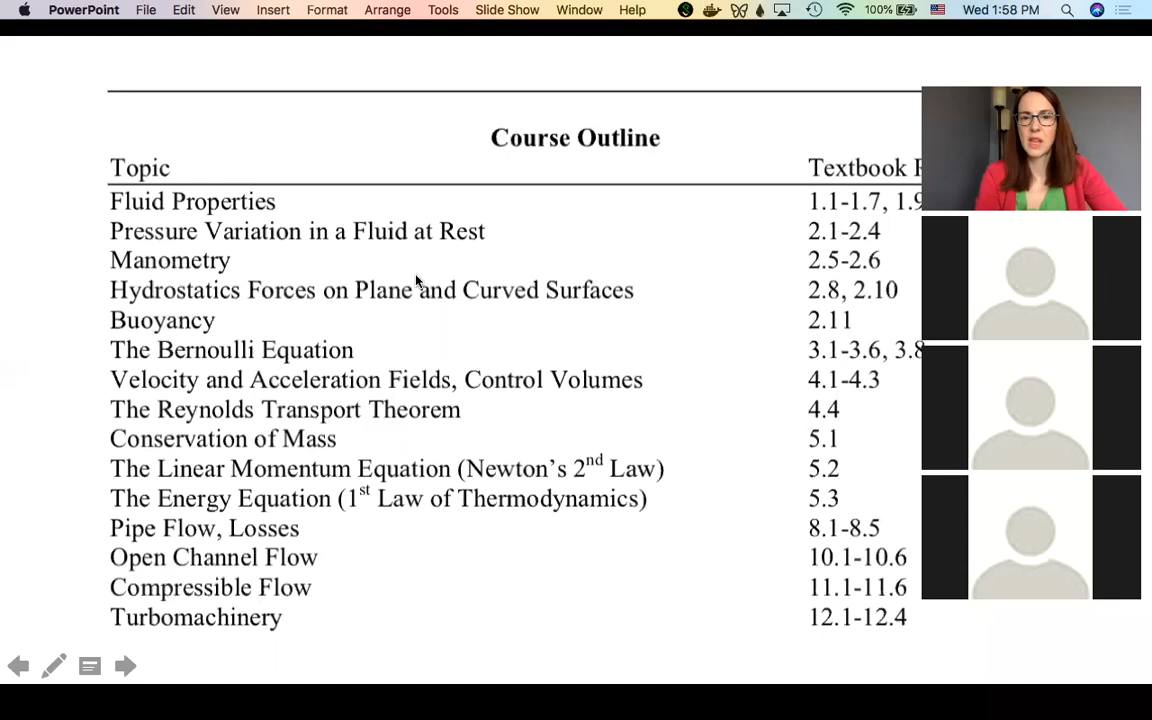 PowerPoint File Edit View Insert Format Arrange Tools Slide Show Window Help 100% Wed 1:58 PM
Course Outline
Topic Textbook
Fluid Properties 1.1-1.7, 1.9
Pressure Variation in a Fluid at Rest 2.1-2.4
Manometry 2.5-2.6
Hydrostatics Forces on Plane and Curved Surfaces 2.8, 2.10
Buoyancy 2.11
The Bernoulli Equation 3.1-3.6, 3.8
Velocity and Acceleration Fields, Control Volumes 4.1-4.3
The Reynolds Transport Theorem 4.4
Conservation of Mass 5.1
The Linear Momentum Equation (Newton's 2nd Law) 5.2
The Energy Equation (1st Law of Thermodynamics) 5.3
Pipe Flow, Losses 8.1-8.5
Open Channel Flow 10.1-10.6
Compressible Flow 11.1-11.6
Turbomachinery 12.1-12.4